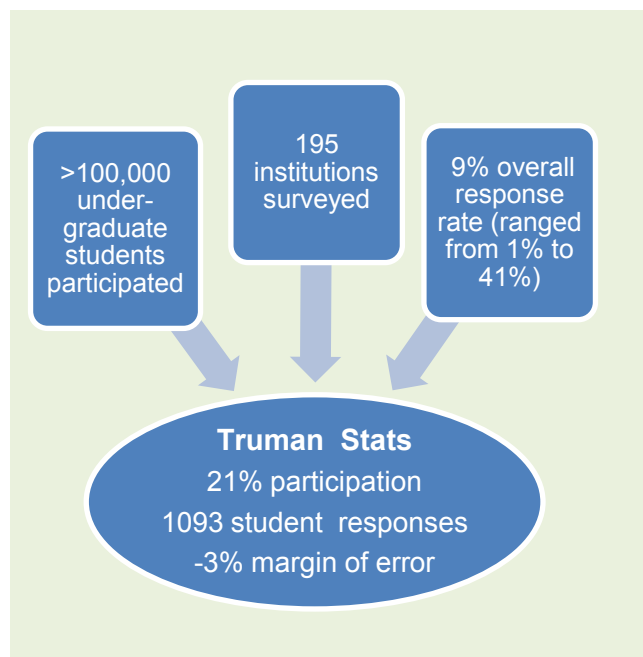 >100,000
under-
graduate
students
participated
195
institutions
surveyed
9% overall
response
rate (ranged
from 1% to
41%)
Truman Stats
21% participation
1093 student responses
-3% margin of error